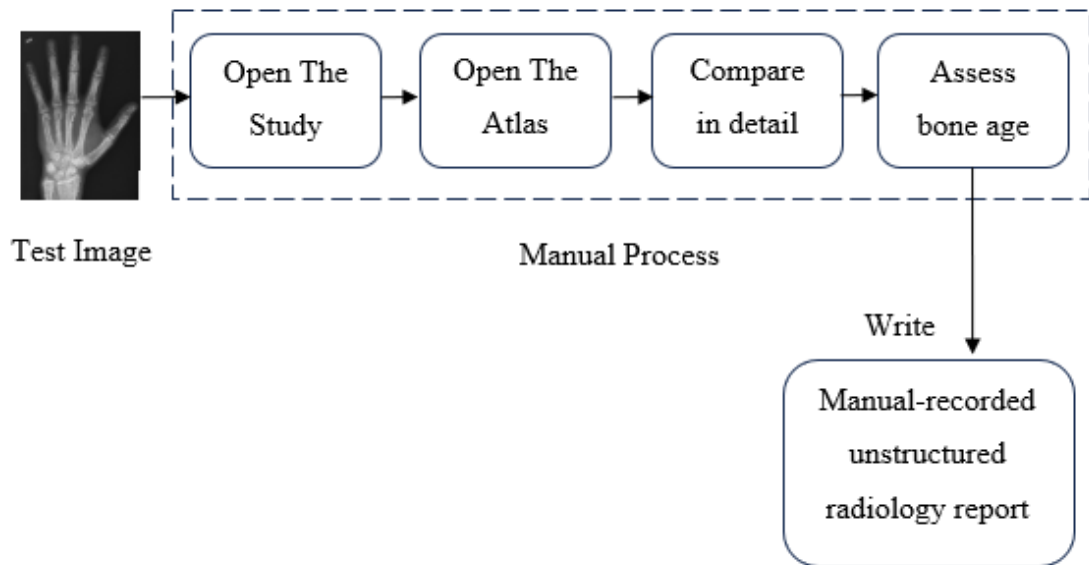 Open The
Study
Open The
Atlas
Compare
in detail
Assess
bone age
Test Image
Manual Process
Write
Manual-recorded
unstructured
radiology report